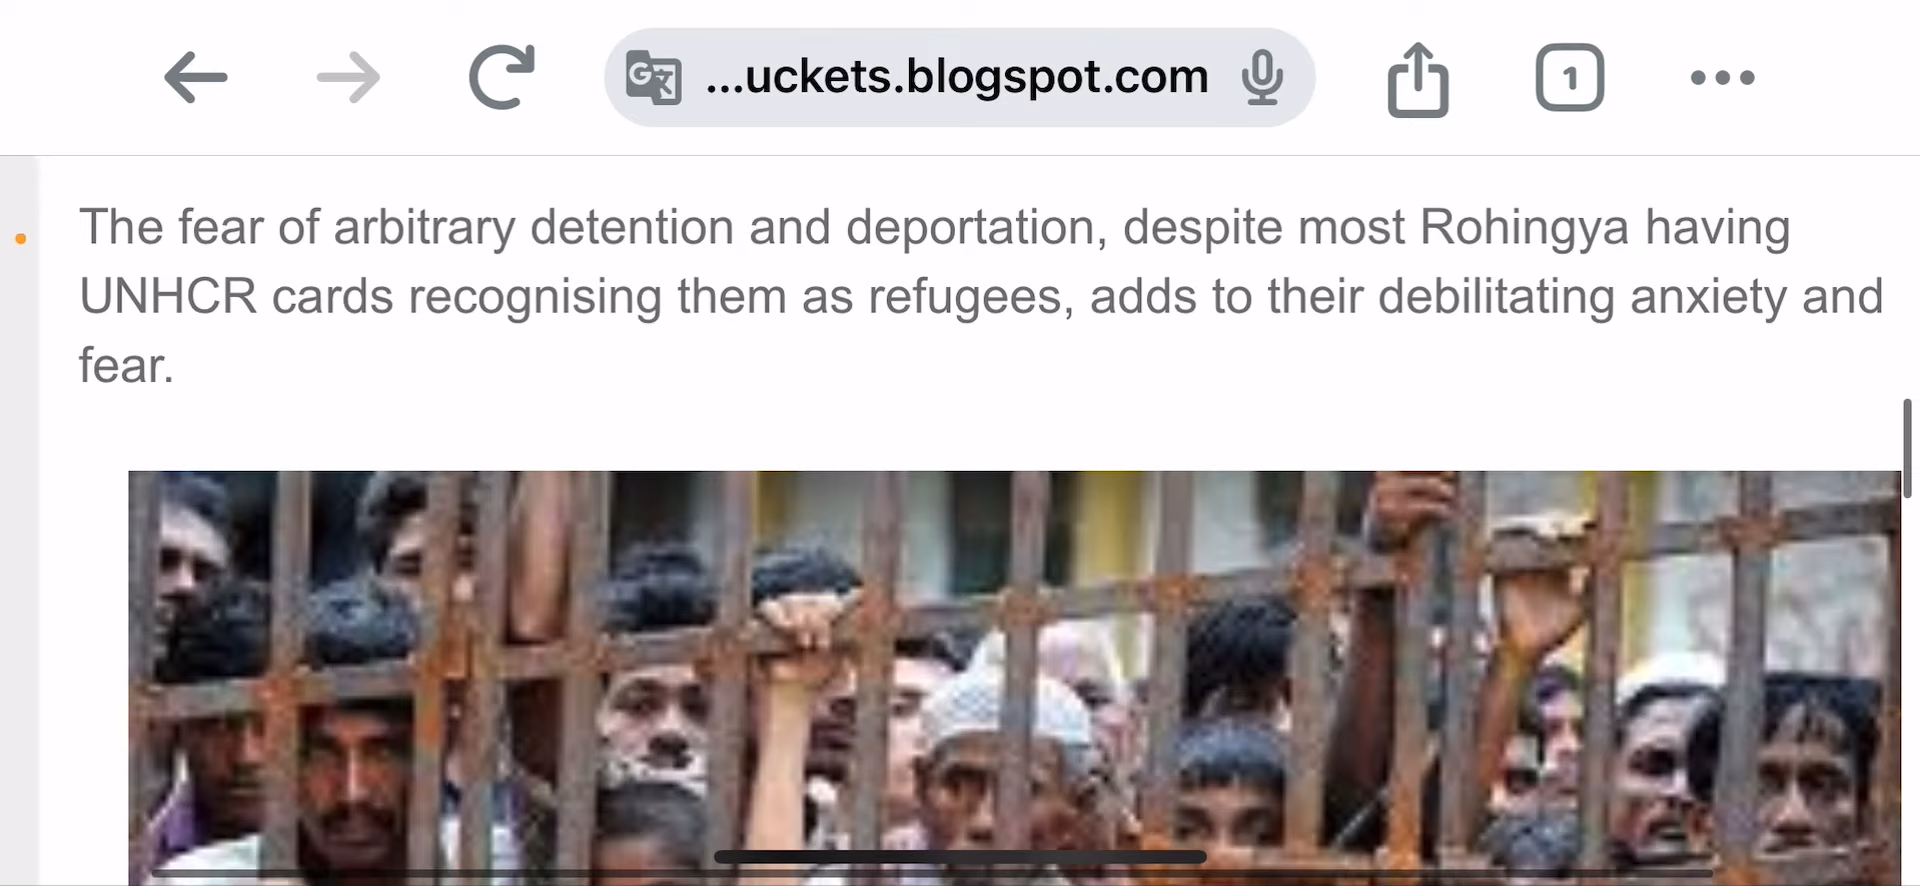 ...uckets.blogspot.com
1
The fear of arbitrary detention and deportation, despite most Rohingya having
UNHCR cards recognising them as refugees, adds to their debilitating anxiety and
fear.